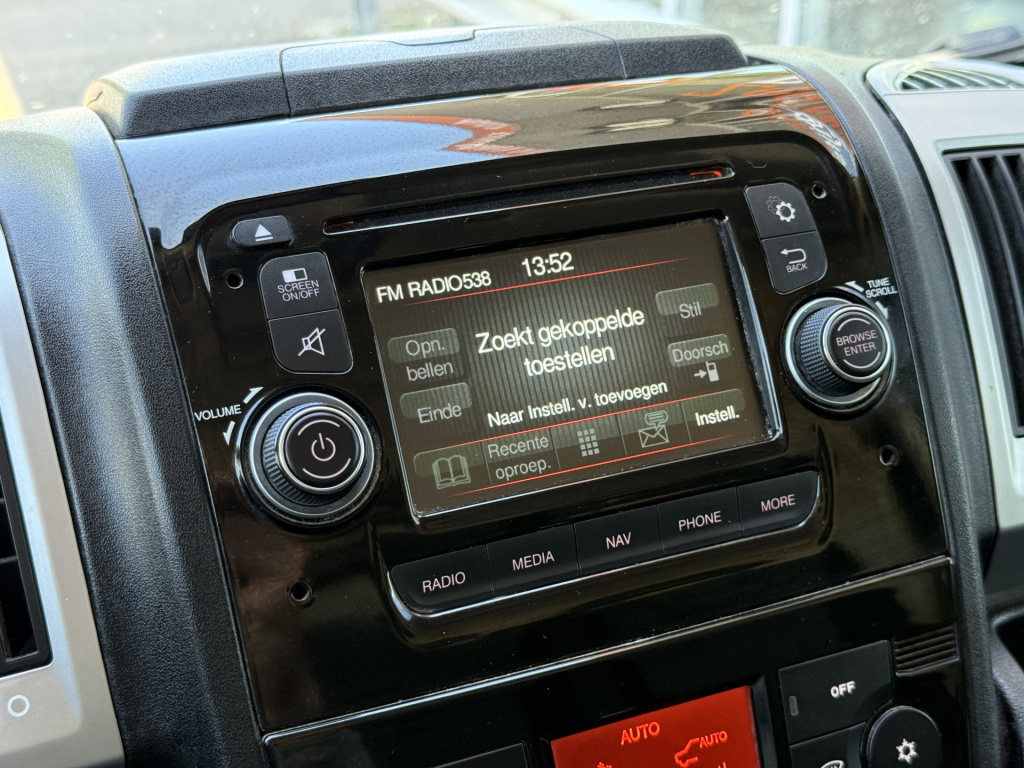 SCREEN
ON/OFF
BACK
TUNE
SCROLL
BROWSE
ENTER
VOLUME
FM RADIO538 13:52
Zoekt gekoppelde
toestellen
Naar Instell. v. toevoegen
Opn.
bellen
Einde
Stil
Doorsch
Recente
oproep.
Instell.
RADIO MEDIA NAV PHONE MORE
OFF
AUTO
AUTO